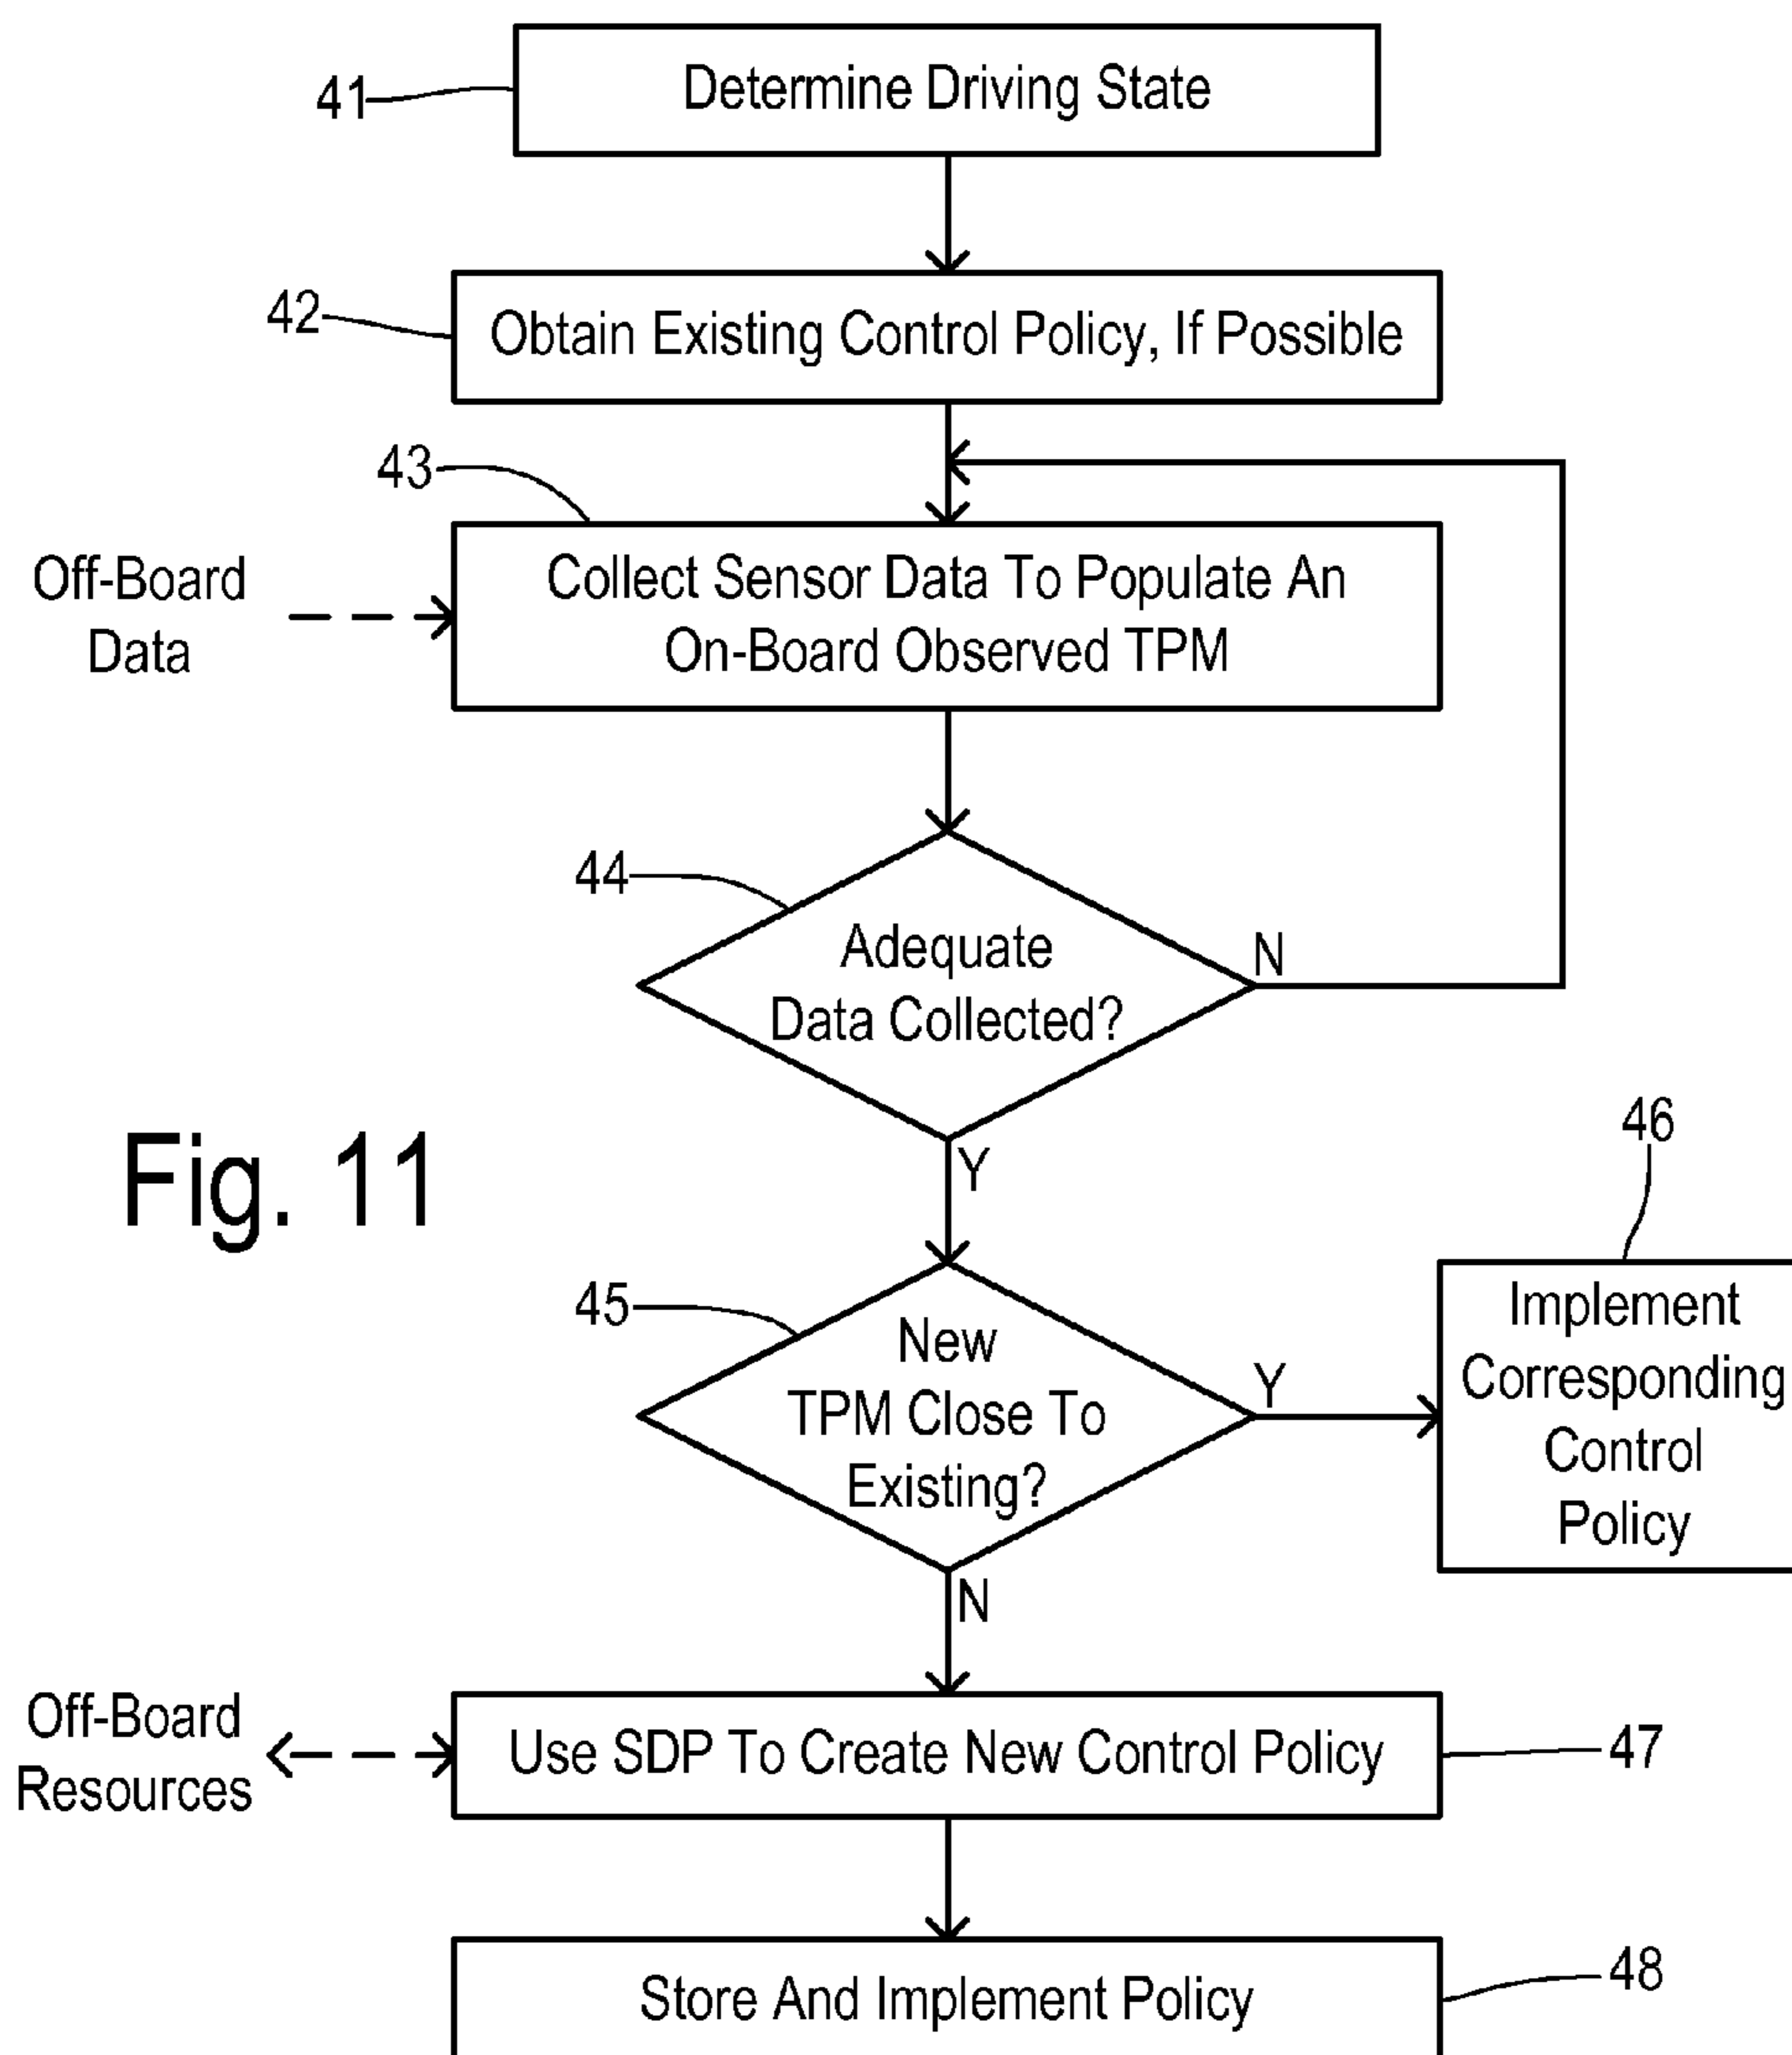 41
Determine Driving State
42
Obtain Existing Control Policy, If Possible
43
Off-Board
Data
Collect Sensor Data To Populate An
On-Board Observed TPM
44
Adequate
Data Collected?
N
Y
Fig. 11
45
New
TPM Close To
Existing?
Y
N
46
Implement
Corresponding
Control
Policy
Off-Board
Resources
Use SDP To Create New Control Policy
47
Store And Implement Policy
48